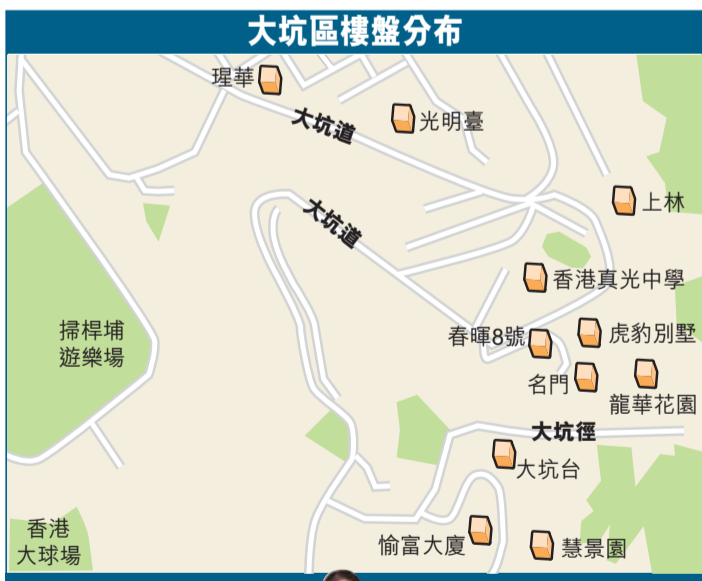 大坑區樓盤分布
瑆華
大坑道
光明臺
上林
大坑道
香港真光中學
掃桿埔
遊樂場
春暉8號
虎豹別墅
名門
龍華花園
大坑徑
大坑台
香港
大球場
愉富大廈
慧景園